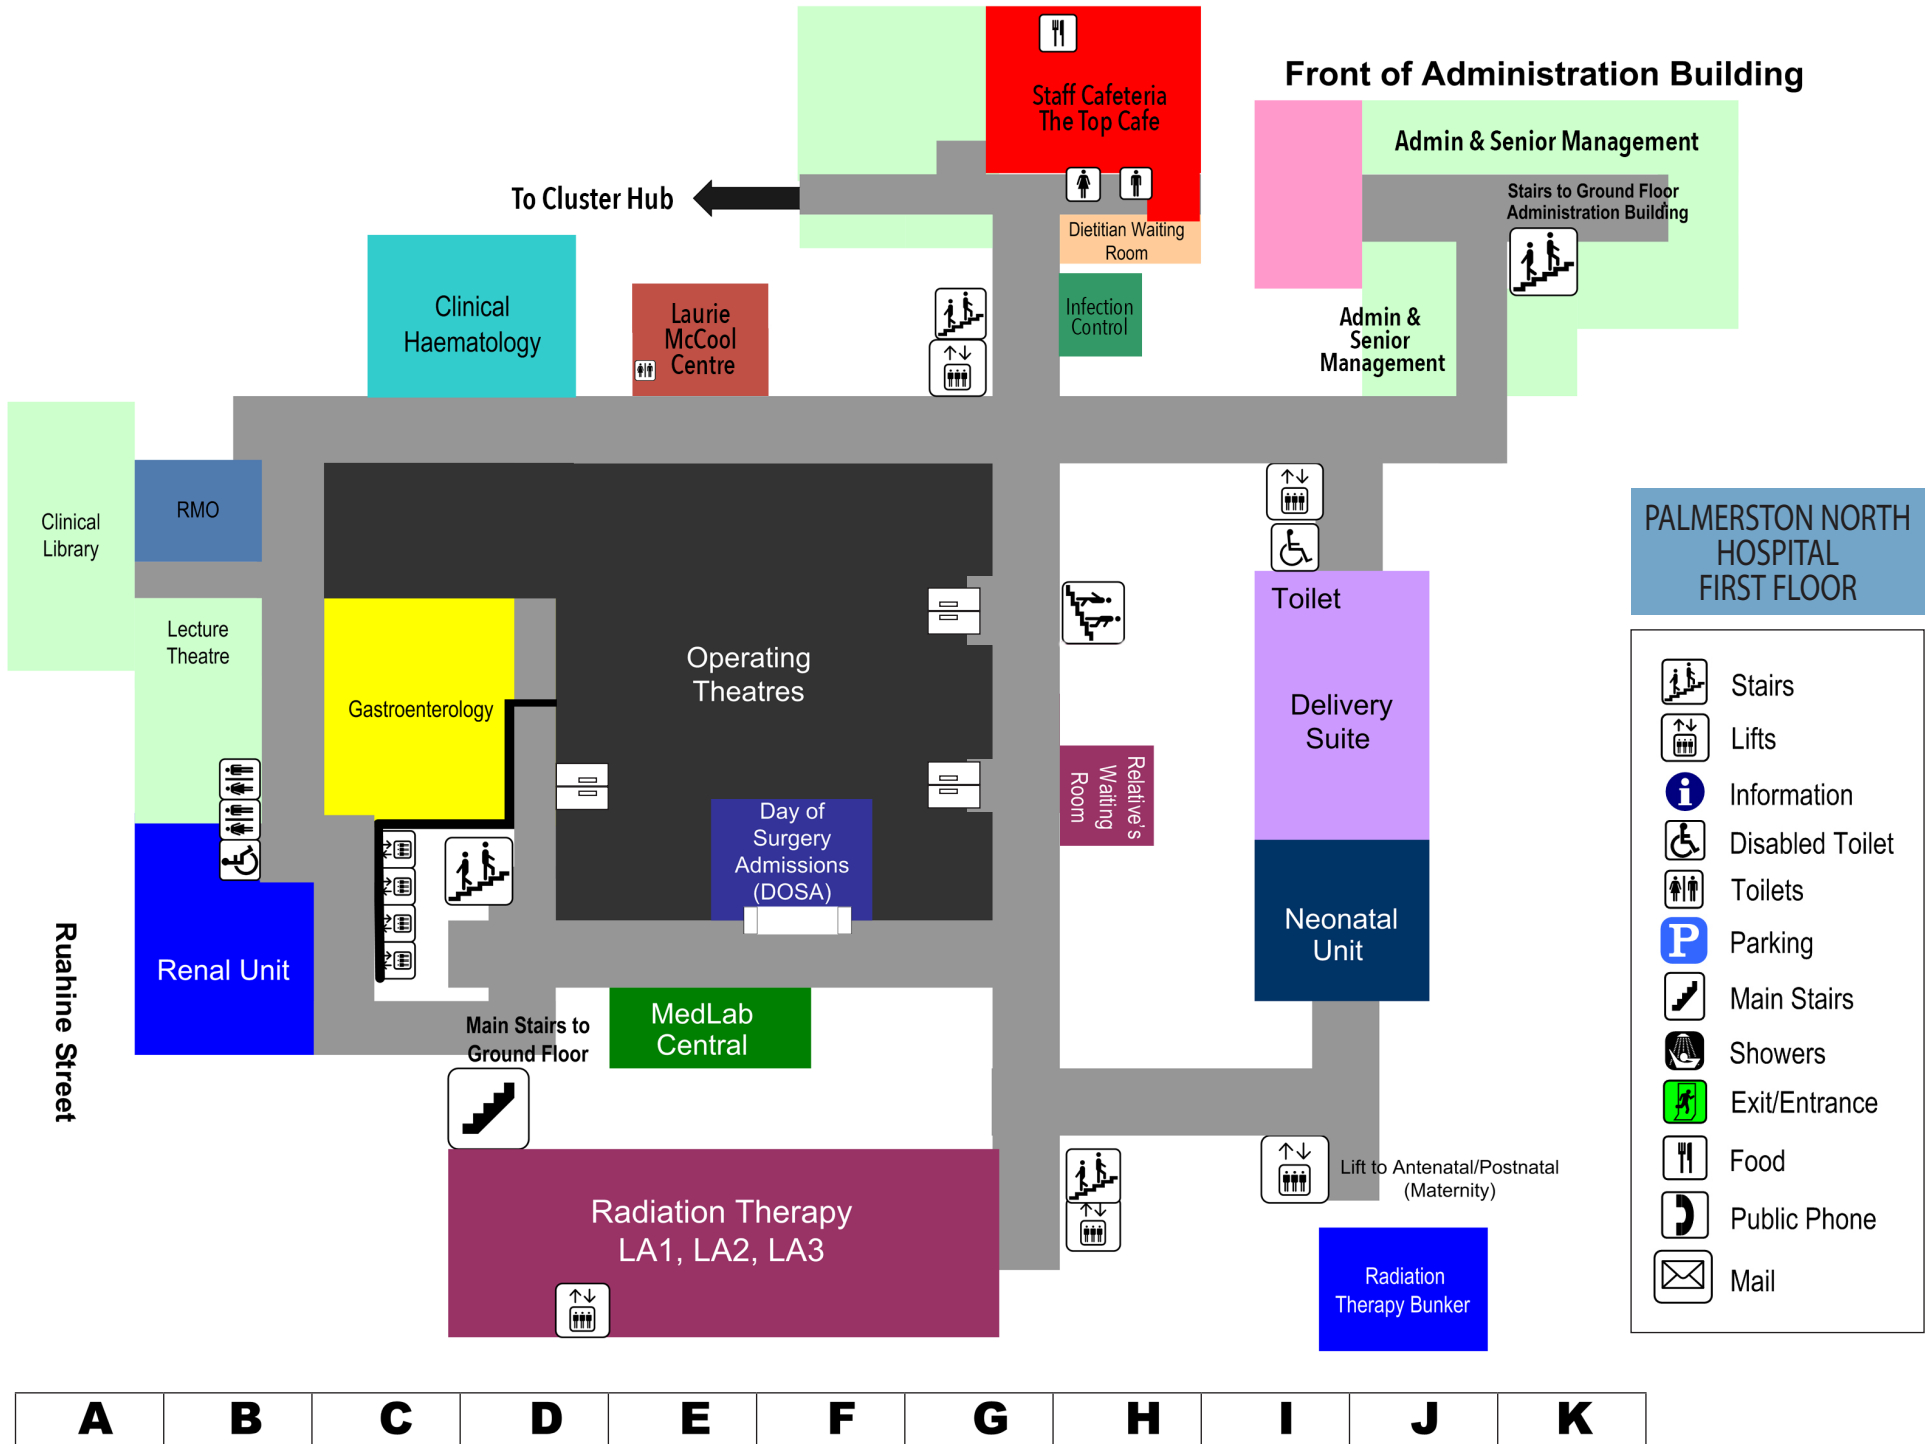 Staff Cafeteria
The Top Cafe
Front of Administration Building
Admin & Senior Management
To Cluster Hub
Stairs to Ground Floor
Administration Building
Dietitian Waiting
Room
Clinical
Haematology
Laurie
McCool
Centre
Infection
Control
Admin &
Senior
Management
Clinical
Library
RMO
PALMERSTON NORTH
HOSPITAL
FIRST FLOOR
Lecture
Theatre
Gastroenterology
Operating
Theatres
Toilet
Delivery
Suite
Relative's
Waiting
Room
Day of
Surgery
Admissions
(DOSA)
Neonatal
Unit
Renal Unit
Ruahine Street
Main Stairs to
Ground Floor
MedLab
Central
Radiation Therapy
LA1, LA2, LA3
Lift to Antenatal/Postnatal
(Maternity)
Radiation
Therapy Bunker
Stairs
Lifts
i Information
Disabled Toilet
Toilets
P Parking
Main Stairs
Showers
Exit/Entrance
Food
Public Phone
Mail
A B C D E F G H I J K